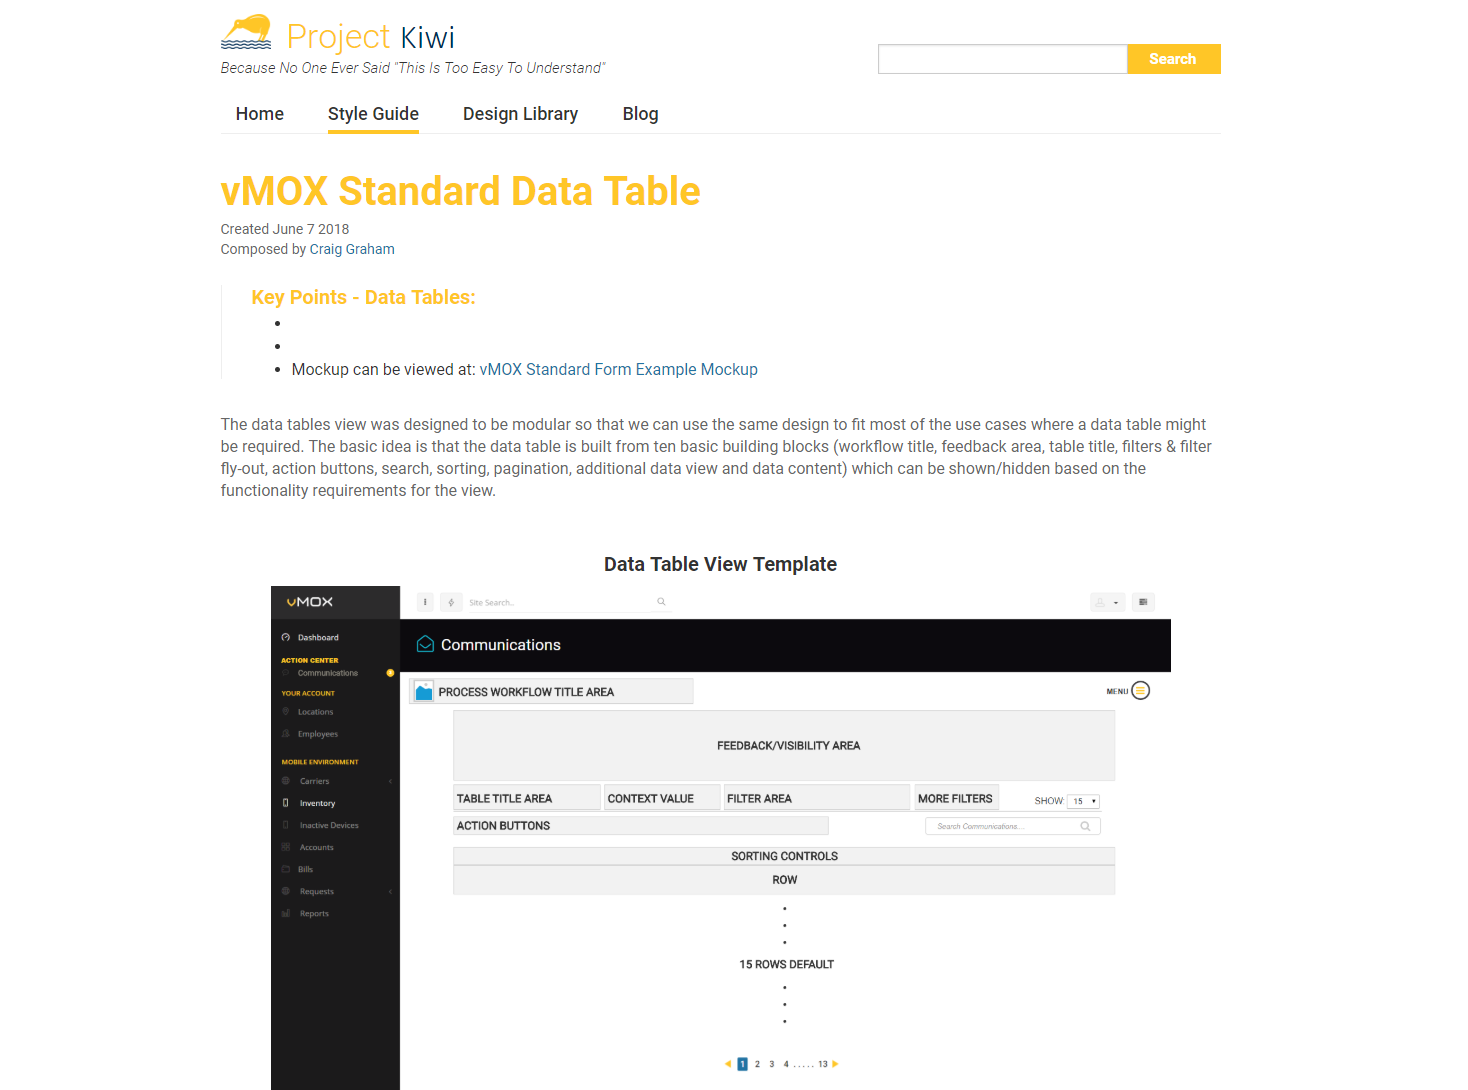 Project Kiwi
Because No One Ever Said "This Is Too Easy To Understand"
Search
Home Style Guide Design Library Blog
vMOX Standard Data Table
Created June 7 2018
Composed by Craig Graham
Key Points - Data Tables:
•
•
• Mockup can be viewed at: vMOX Standard Form Example Mockup
The data tables view was designed to be modular so that we can use the same design to fit most of the use cases where a data table might
be required. The basic idea is that the data table is built from ten basic building blocks (workflow title, feedback area, table title, filters & filter
fly-out, action buttons, search, sorting, pagination, additional data view and data content) which can be shown/hidden based on the
functionality requirements for the view.
Data Table View Template
vMOX
Site Search..
Dashboard
ACTION CENTER
Communications
YOUR ACCOUNT
Locations
Employees
MOBILE ENVIRONMENT
Carriers
Inventory
Inactive Devices
Accounts
Bills
Requests
Reports
Communications
PROCESS WORKFLOW TITLE AREA
MENU
FEEDBACK/VISIBILITY AREA
TABLE TITLE AREA CONTEXT VALUE FILTER AREA MORE FILTERS SHOW: 15
ACTION BUTTONS Search Communications...
SORTING CONTROLS
ROW
•
•
•
15 ROWS DEFAULT
•
•
•
1 2 3 4 ..... 13